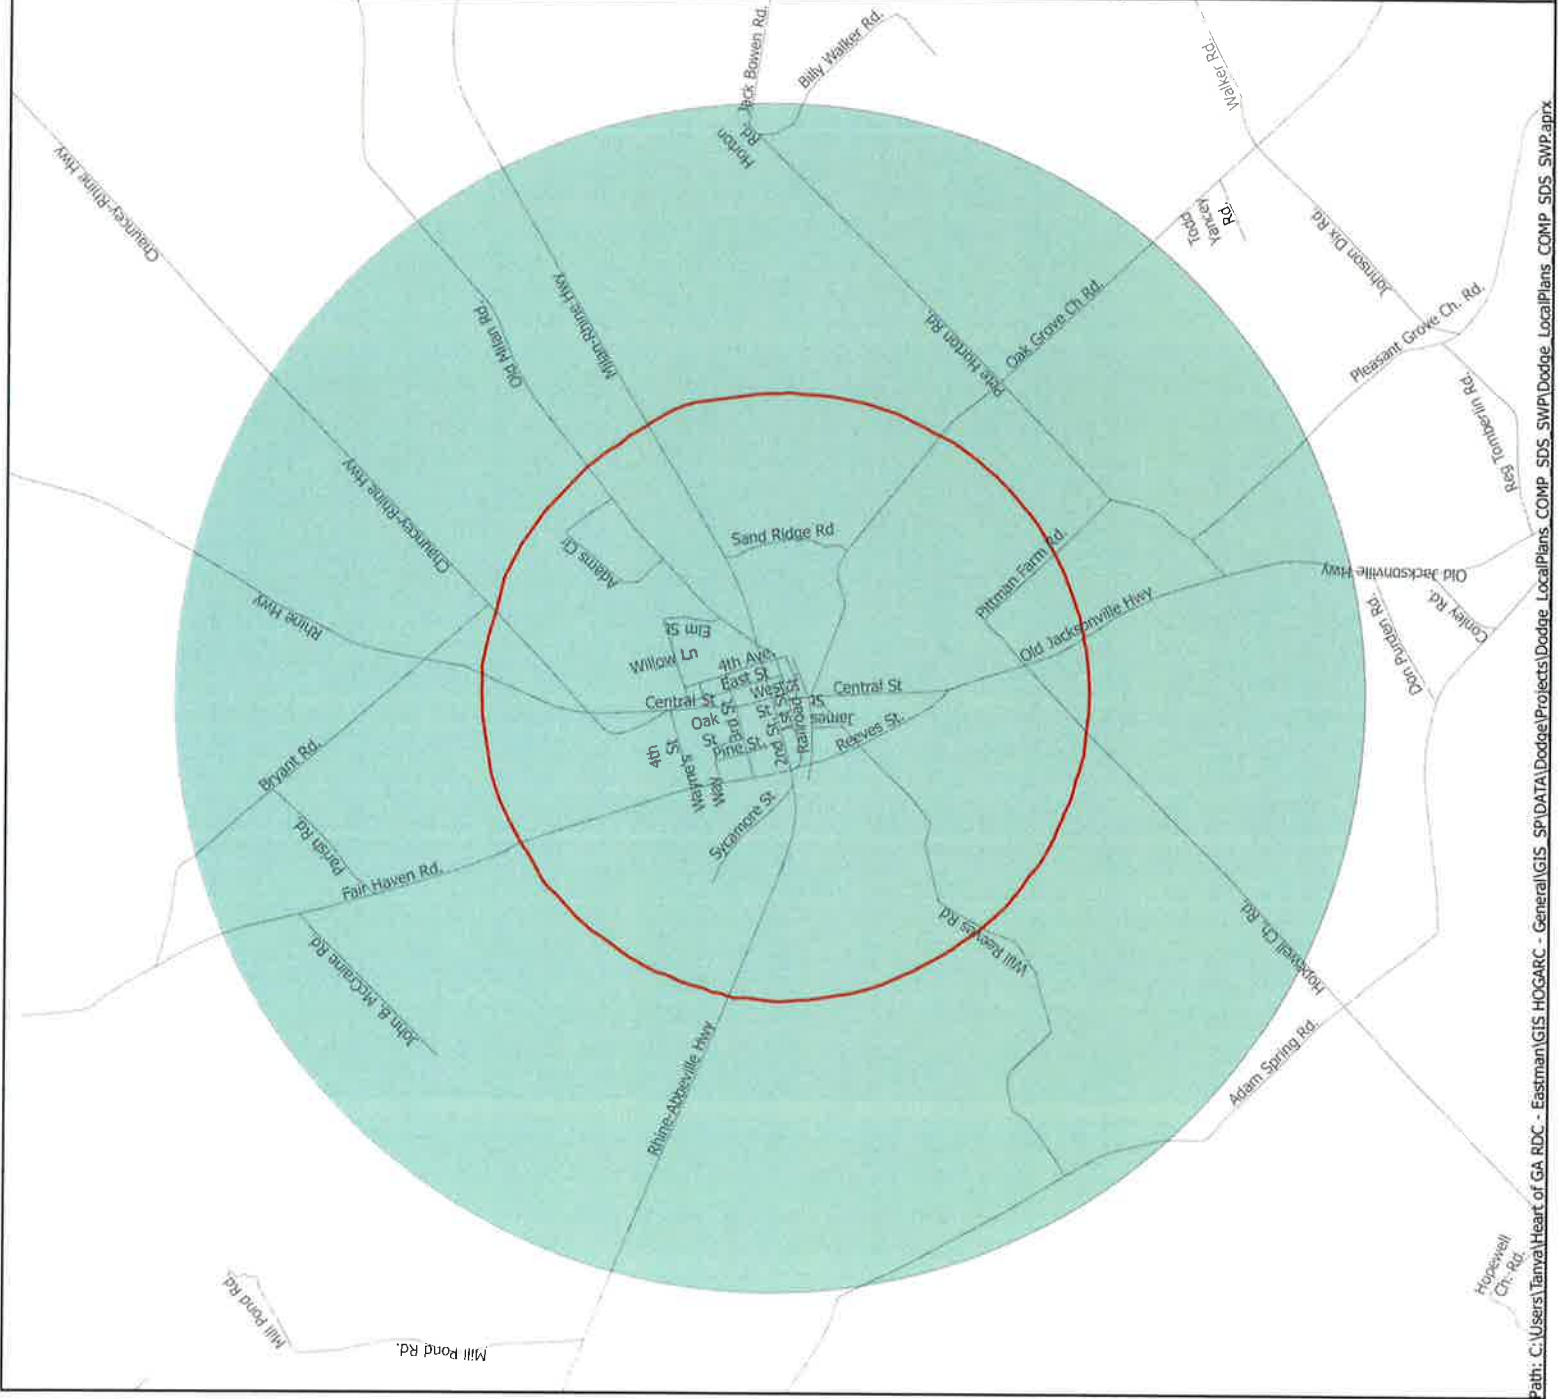 Jack Bowen Rd.
Billy Walker Rd.
Walker Rd.
Horton
Rd.
Chauncey-Rhine Hwy
Todd
Yancey
Rd.
Johnson Dix Rd.
Old Milan Rd.
Milan-Rhine Hwy
Pete Horton Rd.
Oak Grove Ch Rd.
Pleasant Grove Ch. Rd.
Reg Tomberlin Rd.
Chauncey-Rhine Hwy
Sand Ridge Rd
Adams Cir
Pittman Farm Rd.
Old Jacksonville Hwy
Conley Rd.
Don Purden Rd.
Rhine Hwy
Elm St
Willow Ln
4th Ave.
East St
West St
Central St
Central St
Old Jacksonville Hwy
Oak
St
3rd St.
2nd St.
1st St
Railroad
St
James
St
Reeves St.
Pine St.
4th
St
Wayne's
Way
Bryant Rd.
Parish Rd.
Sycamore St
Fair Haven Rd.
John B. McCraine Rd.
Will Reeves Rd
Hopewell Ch. Rd.
Rhine-Abbeville Hwy
Adam Spring Rd.
Mill Pond Rd.
Mill Pond Rd.
Hopewell
Ch. Rd.
Path: C:\Users\Tanya\Heart of GA RDC - Eastman\GIS HOGARC - General\GIS_SP\DATA\Dodge\Projects\Dodge_LocalPlans_COMP_SDS_SWP\Dodge_LocalPlans_COMP_SDS_SWP.aprx